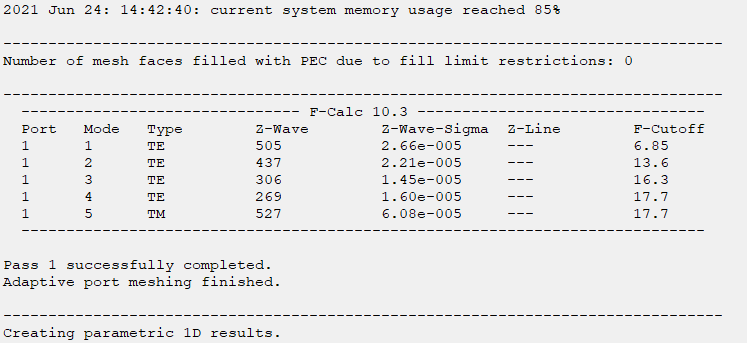 2021 Jun 24: 14:42:40: current system memory usage reached 85%
--------------------------------------------------------------------------------
Number of mesh faces filled with PEC due to fill limit restrictions: 0
--------------------------------------------------------------------------------
------------------------------- F-Calc 10.3 --------------------------------
Port Mode Type Z-Wave Z-Wave-Sigma Z-Line F-Cutoff
1 1 TE 505 2.66e-005 --- 6.85
1 2 TE 437 2.21e-005 --- 13.6
1 3 TE 306 1.45e-005 --- 16.3
1 4 TE 269 1.60e-005 --- 17.7
1 5 TM 527 6.08e-005 --- 17.7
----------------------------------------------------------------------------
Pass 1 successfully completed.
Adaptive port meshing finished.
--------------------------------------------------------------------------------
Creating parametric 1D results.